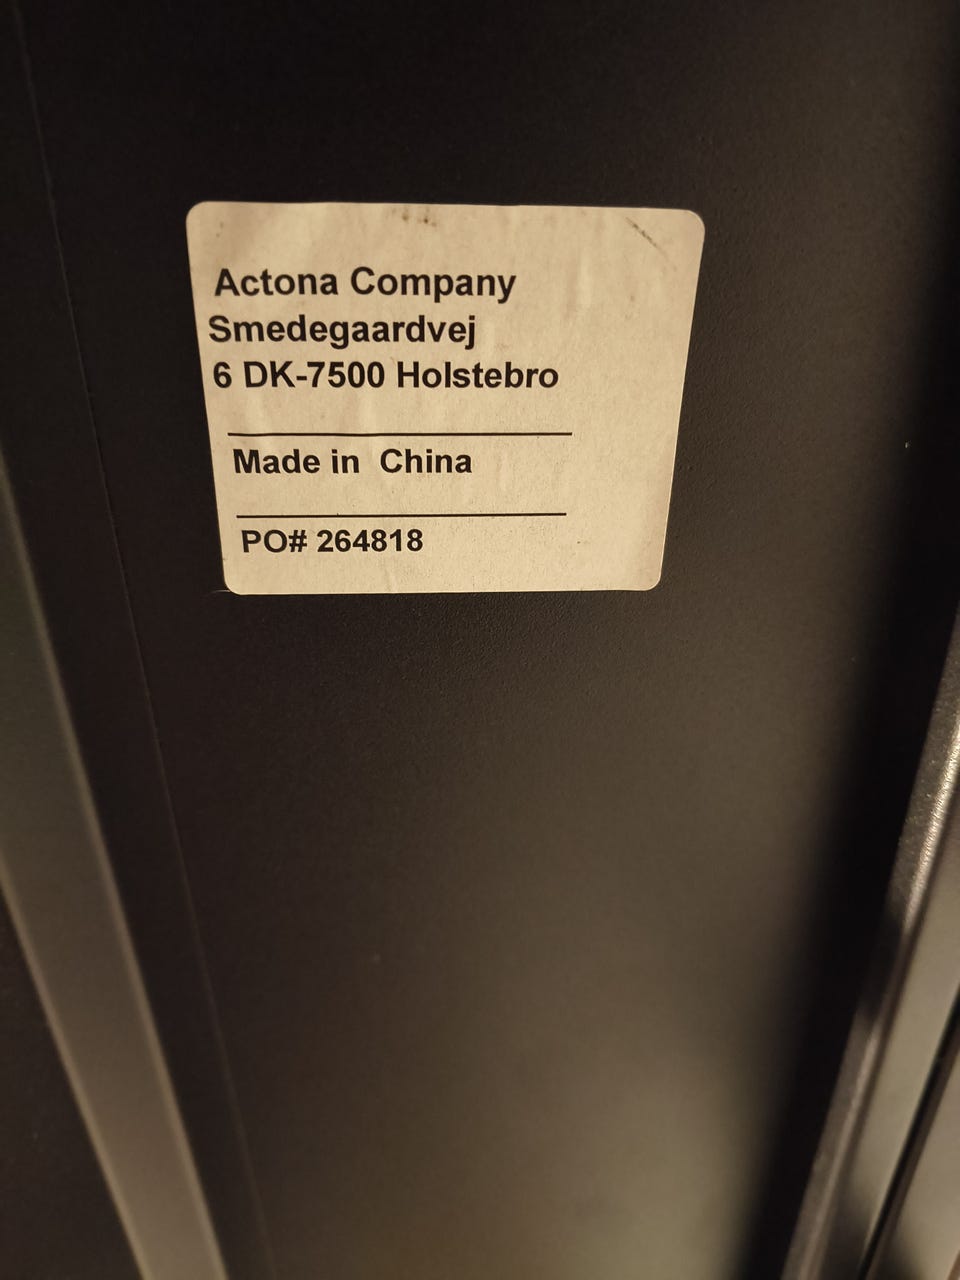 Actona Company
Smedegaardvej
6 DK-7500 Holstebro
Made in China
PO# 264818